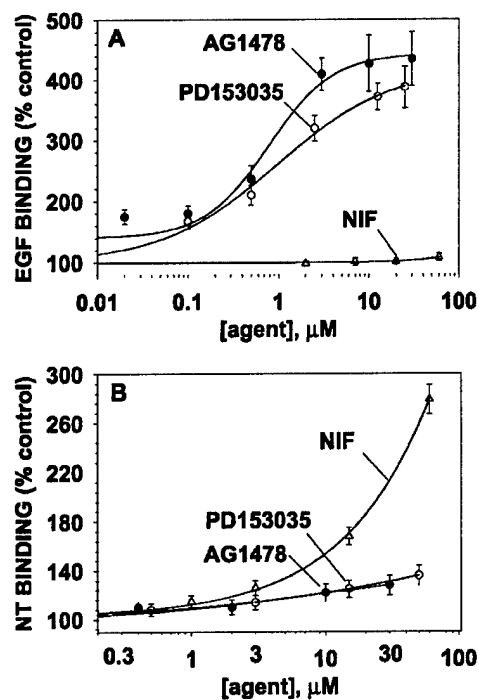 A
500
400
300
200
100
EGF BINDING (% control)
AG1478
PD153035
NIF
0.01
0.1
1
10
100
[agent], μM
B
300
260
220
180
140
100
NT BINDING (% control)
NIF
PD153035
AG1478
0.3
1
3
10
30
100
[agent], μM